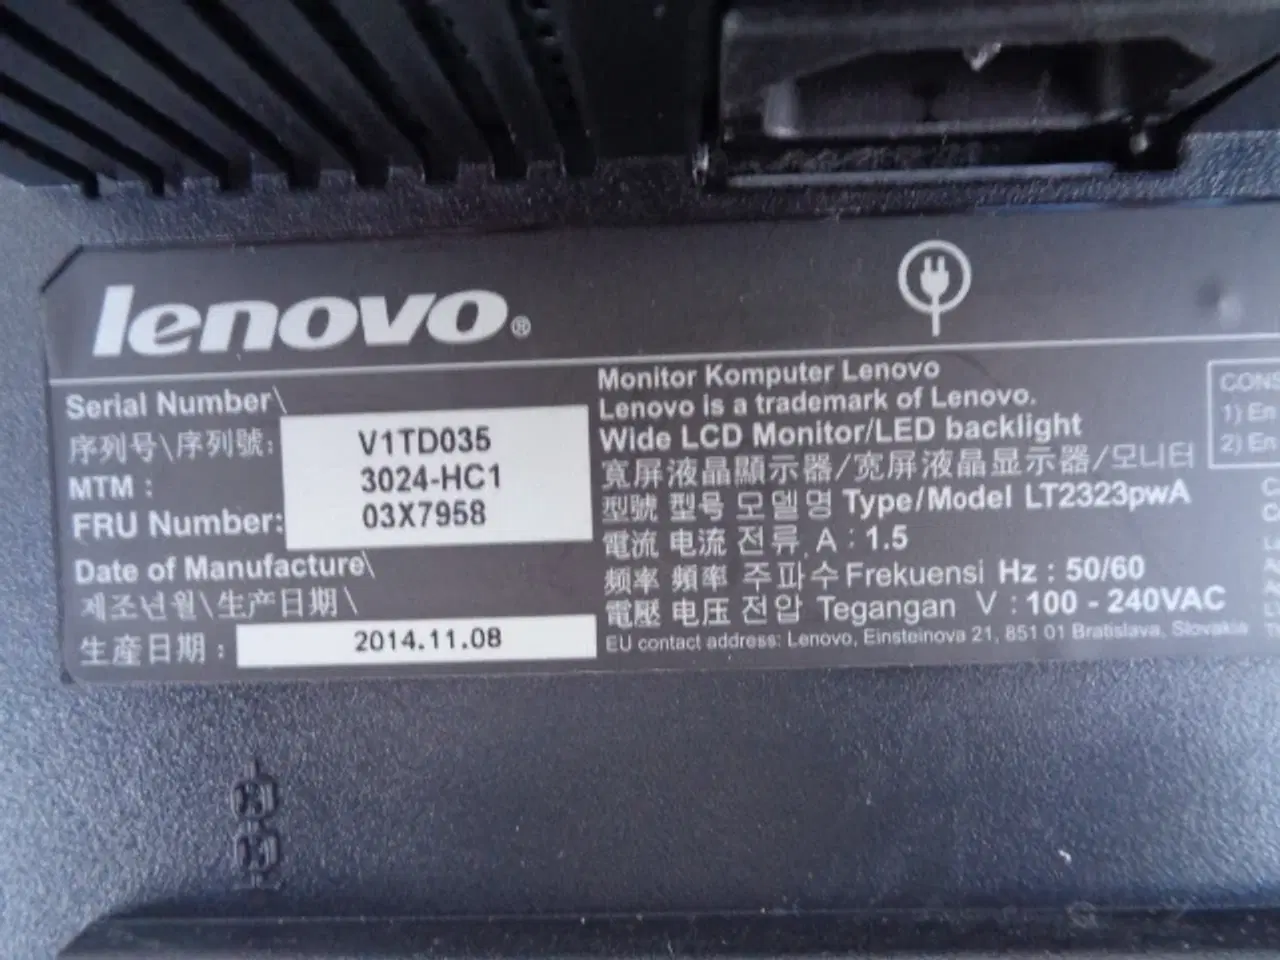 lenovo®
Serial Number\
序列号\序列號:
V1TD035
MTM :
3024-HC1
FRU Number:
03X7958
Date of Manufacture\
제조년월\生产日期\
生産日期 :
2014.11.08
Monitor Komputer Lenovo
Lenovo is a trademark of Lenovo.
Wide LCD Monitor/LED backlight
寬屏液晶顯示器/宽屏液晶显示器/모니터
型號 型号 모델명 Type/Model LT2323pwA
電流 电流 전류 A : 1.5
频率 頻率 주파수 Frekuensi Hz : 50/60
電壓 电压 전압 Tegangan V : 100 - 240VAC
EU contact address: Lenovo, Einsteinova 21, 851 01 Bratislava, Slovakia
CONS
1) En
2) En